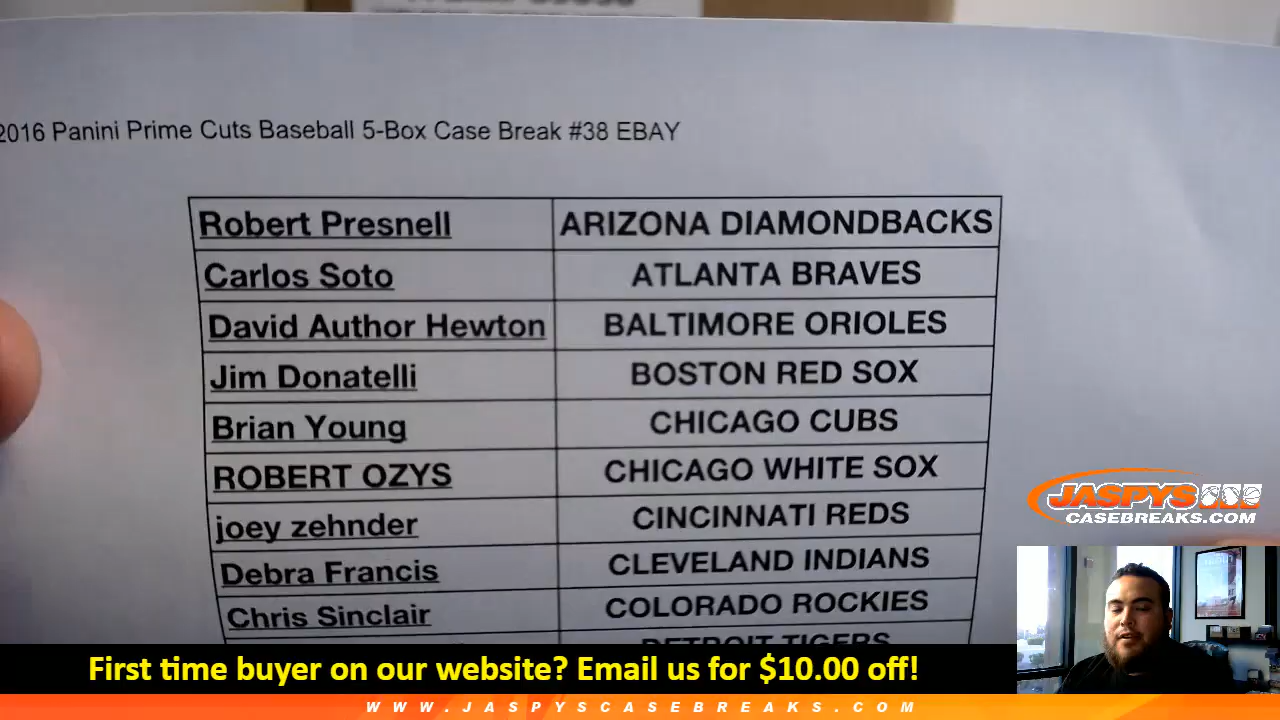 2016 Panini Prime Cuts Baseball 5-Box Case Break #38 EBAY
Robert Presnell ARIZONA DIAMONDBACKS
Carlos Soto ATLANTA BRAVES
David Author Hewton BALTIMORE ORIOLES
Jim Donatelli BOSTON RED SOX
Brian Young CHICAGO CUBS
ROBERT OZYS CHICAGO WHITE SOX
joey zehnder CINCINNATI REDS
Debra Francis CLEVELAND INDIANS
Chris Sinclair COLORADO ROCKIES
DETROIT TIGERS
JASPYS
CASEBREAKS.COM
First time buyer on our website? Email us for $10.00 off!
WWW.JASPYSCASEBREAKS.COM